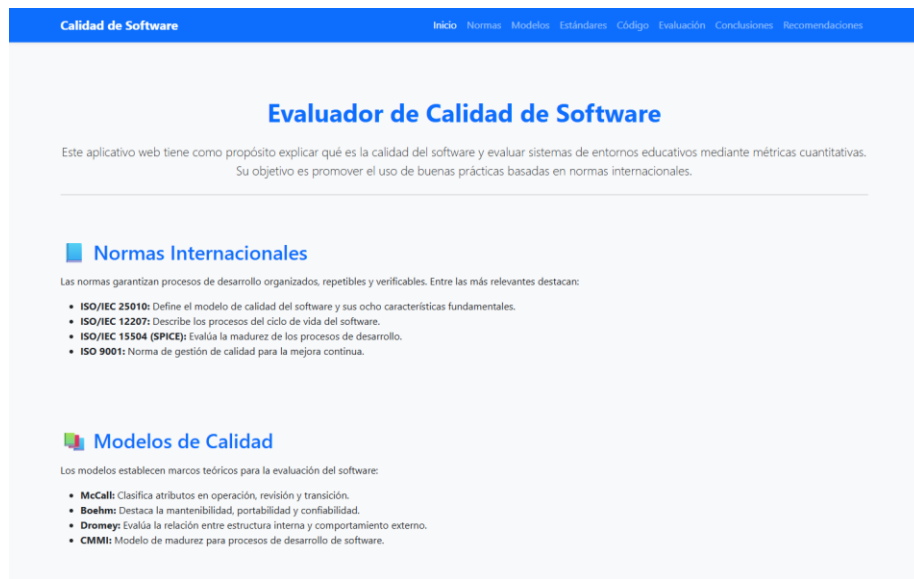 Calidad de Software
Inicio Normas Modelos Estándares Código Evaluación Conclusiones Recomendaciones
Evaluador de Calidad de Software
Este aplicativo web tiene como propósito explicar qué es la calidad del software y evaluar sistemas de entornos educativos mediante métricas cuantitativas.
Su objetivo es promover el uso de buenas prácticas basadas en normas internacionales.
Normas Internacionales
Las normas garantizan procesos de desarrollo organizados, repetibles y verificables. Entre las más relevantes destacan:
• ISO/IEC 25010: Define el modelo de calidad del software y sus ocho características fundamentales.
• ISO/IEC 12207: Describe los procesos del ciclo de vida del software.
• ISO/IEC 15504 (SPICE): Evalúa la madurez de los procesos de desarrollo.
• ISO 9001: Norma de gestión de calidad para la mejora continua.
Modelos de Calidad
Los modelos establecen marcos teóricos para la evaluación del software:
• McCall: Clasifica atributos en operación, revisión y transición.
• Boehm: Destaca la mantenibilidad, portabilidad y confiabilidad.
• Dromey: Evalúa la relación entre estructura interna y comportamiento externo.
• CMMI: Modelo de madurez para procesos de desarrollo de software.